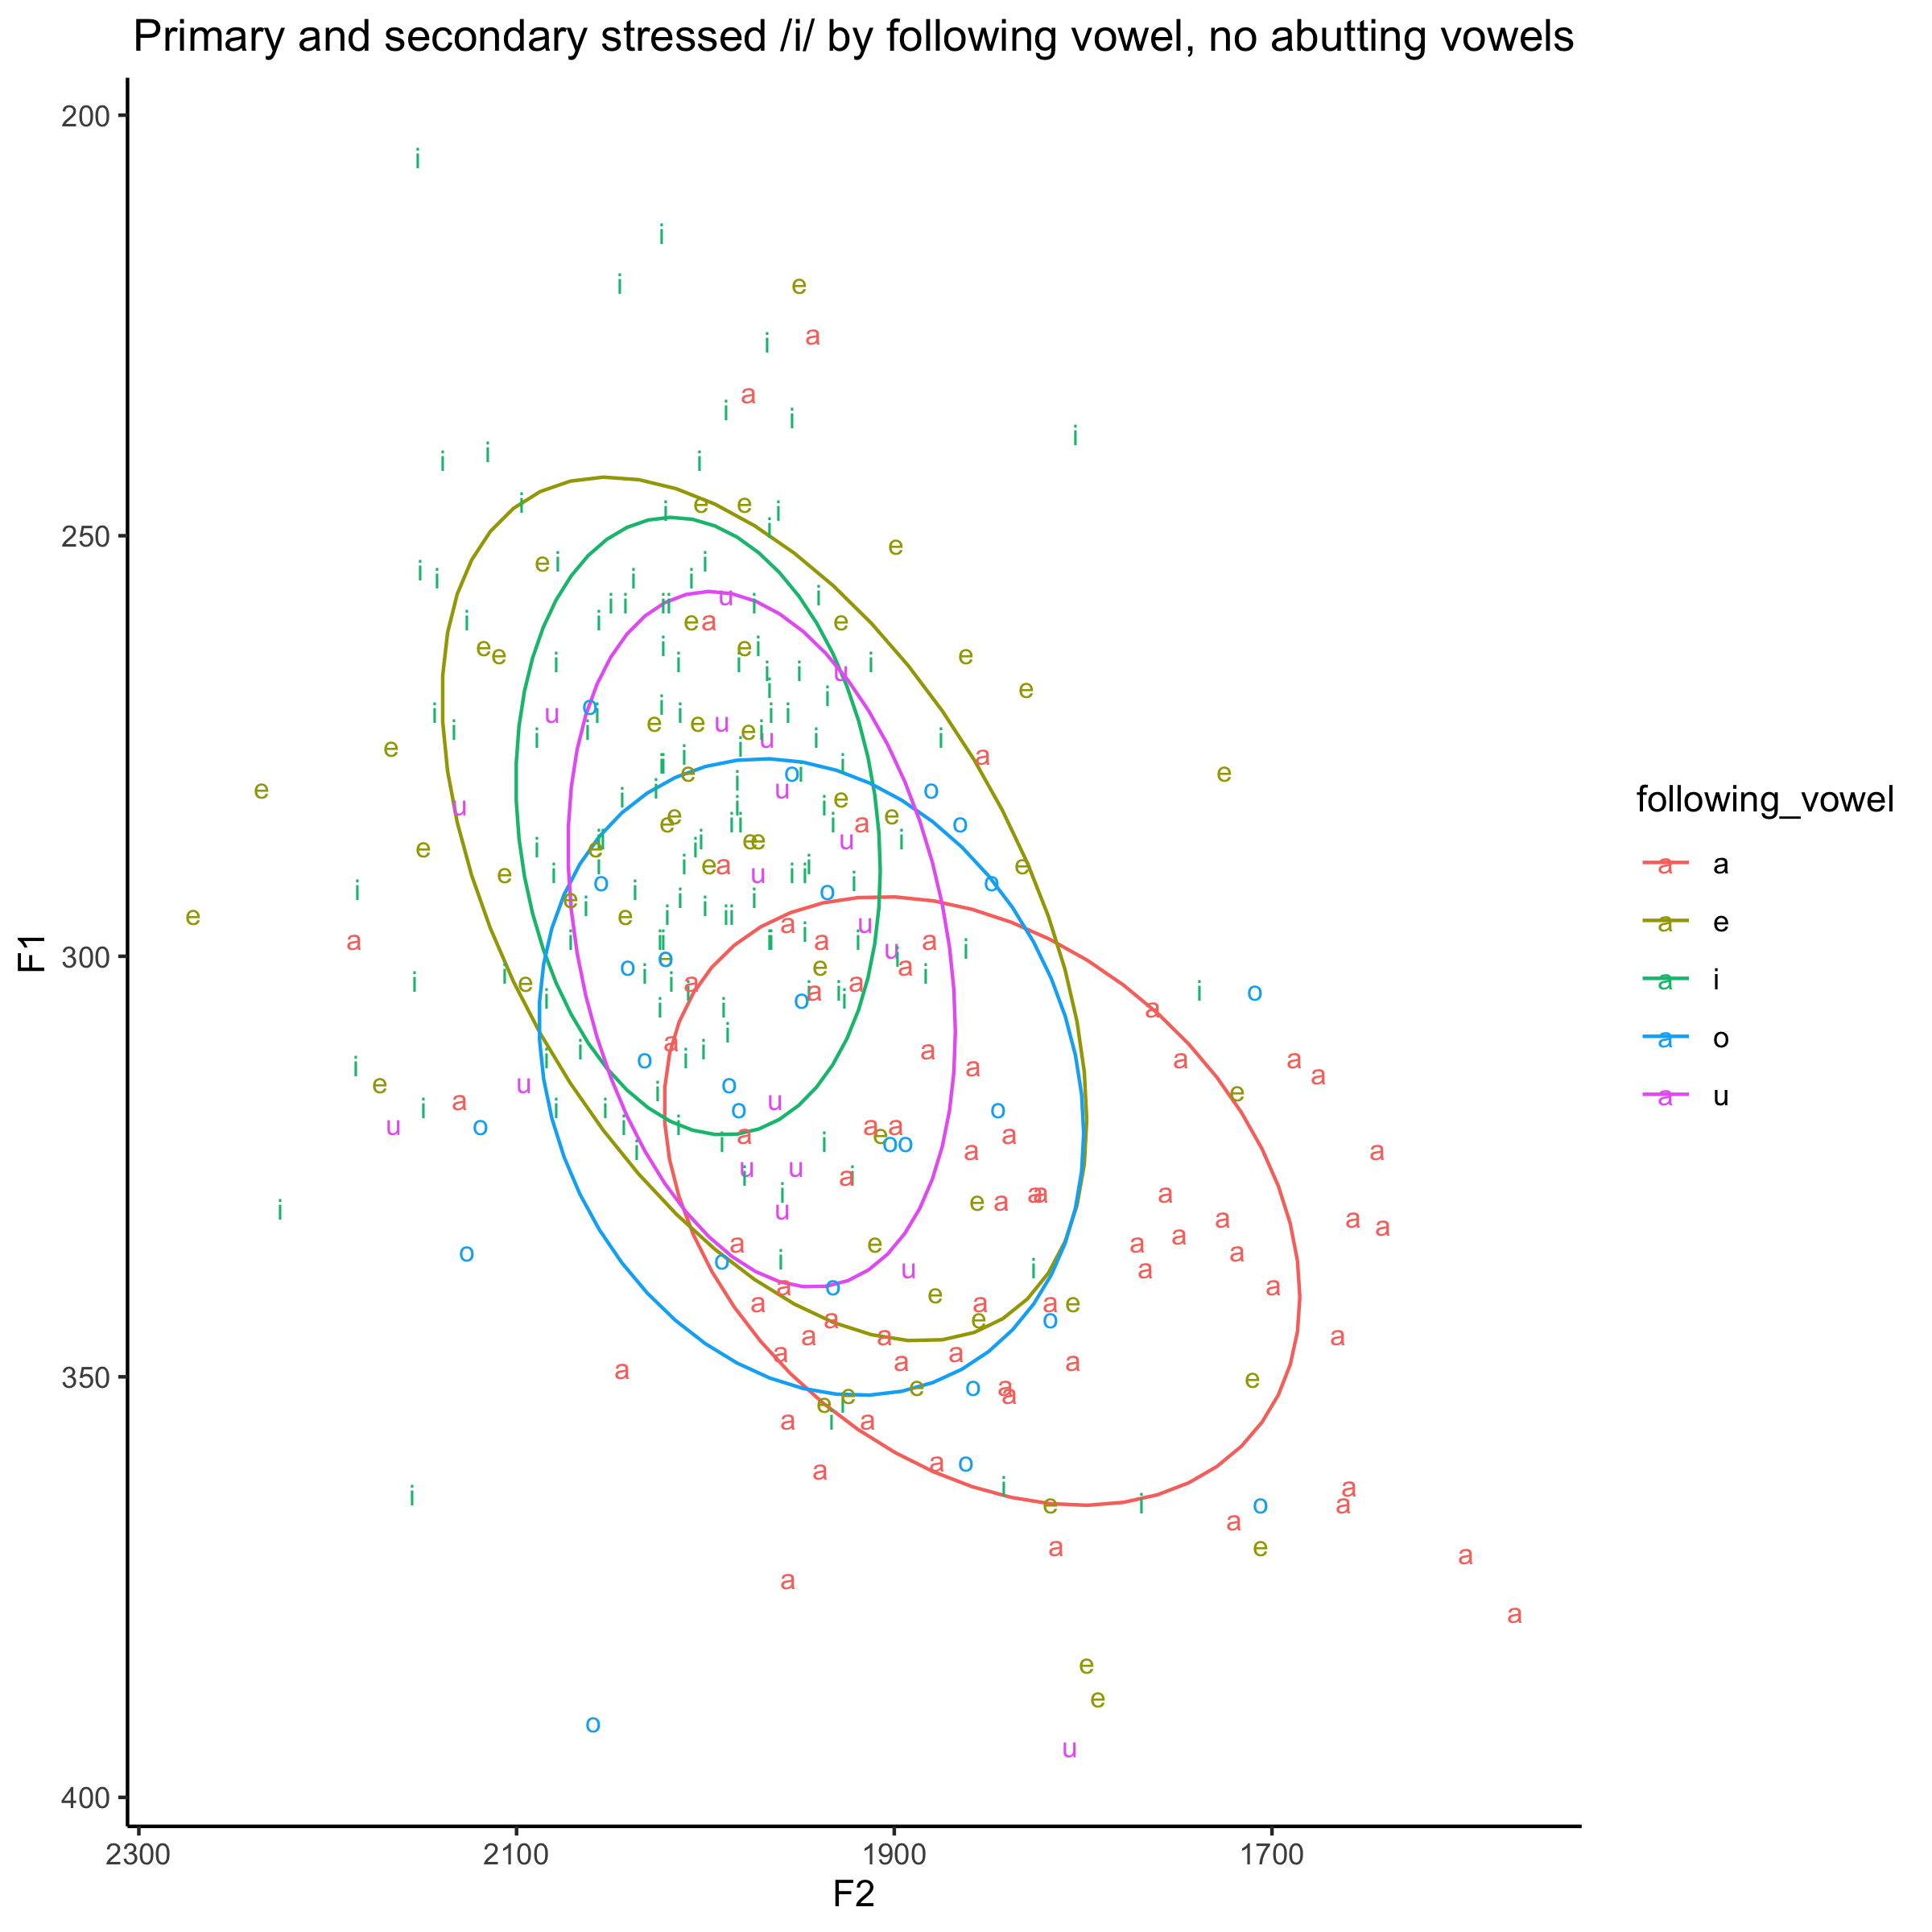 Primary and secondary stressed /i/ by following vowel, no abutting vowels
200
250
300
350
400
F1
2300
2100
1900
1700
F2
following_vowel
a a
a e
a i
a o
a u